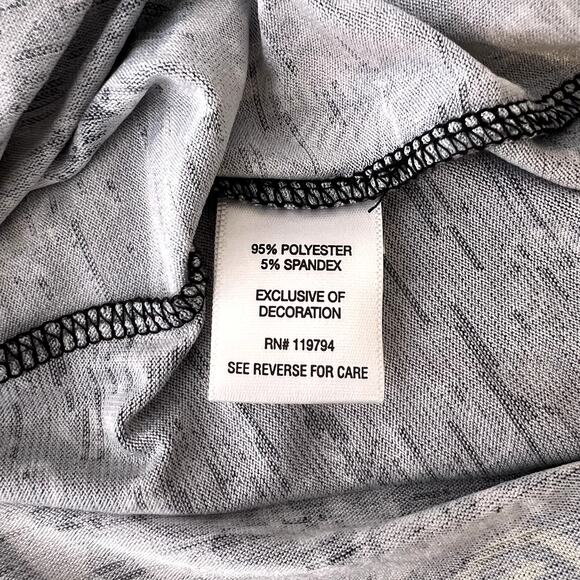 95% POLYESTER
5% SPANDEX
EXCLUSIVE OF
DECORATION
RN# 119794
SEE REVERSE FOR CARE